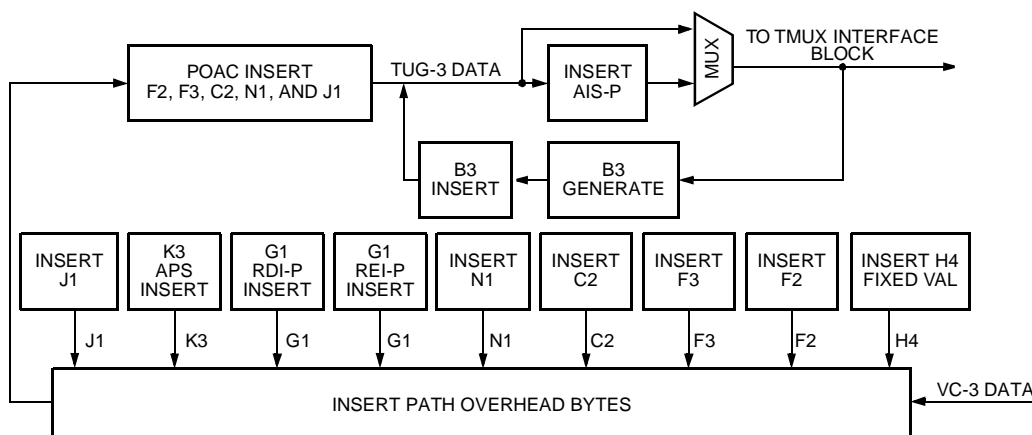 TO TMUX INTERFACE
BLOCK
MUX
POAC INSERT
F2, F3, C2, N1, AND J1
TUG-3 DATA
INSERT
AIS-P
B3
INSERT
B3
GENERATE
INSERT
J1
K3
APS
INSERT
G1
RDI-P
INSERT
G1
REI-P
INSERT
INSERT
N1
INSERT
C2
INSERT
F3
INSERT
F2
INSERT H4
FIXED VAL
J1
K3
G1
G1
N1
C2
F3
F2
H4
INSERT PATH OVERHEAD BYTES
VC-3 DATA